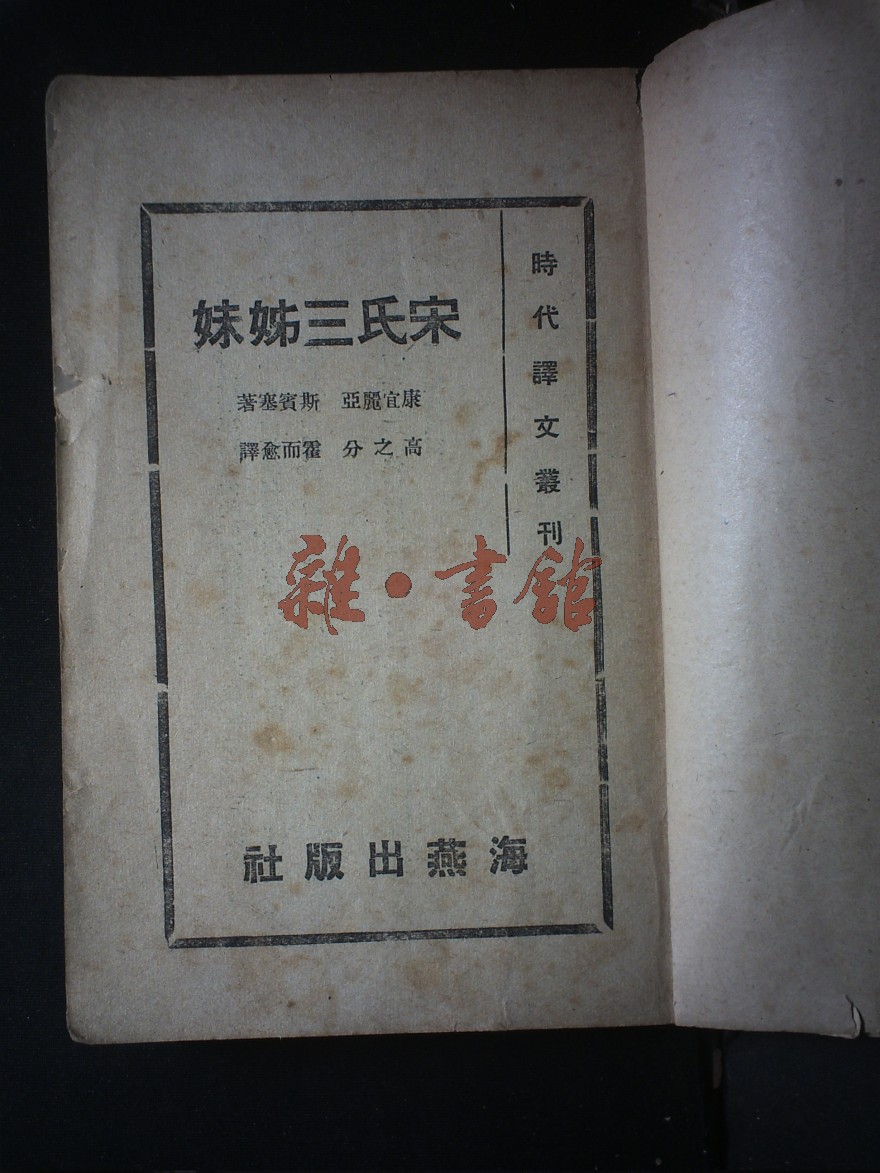 時代譯文叢刊
宋氏三姊妹
康宜麗亞 斯賓塞著
高之分 霍而愈譯
雜·書館
海燕出版社